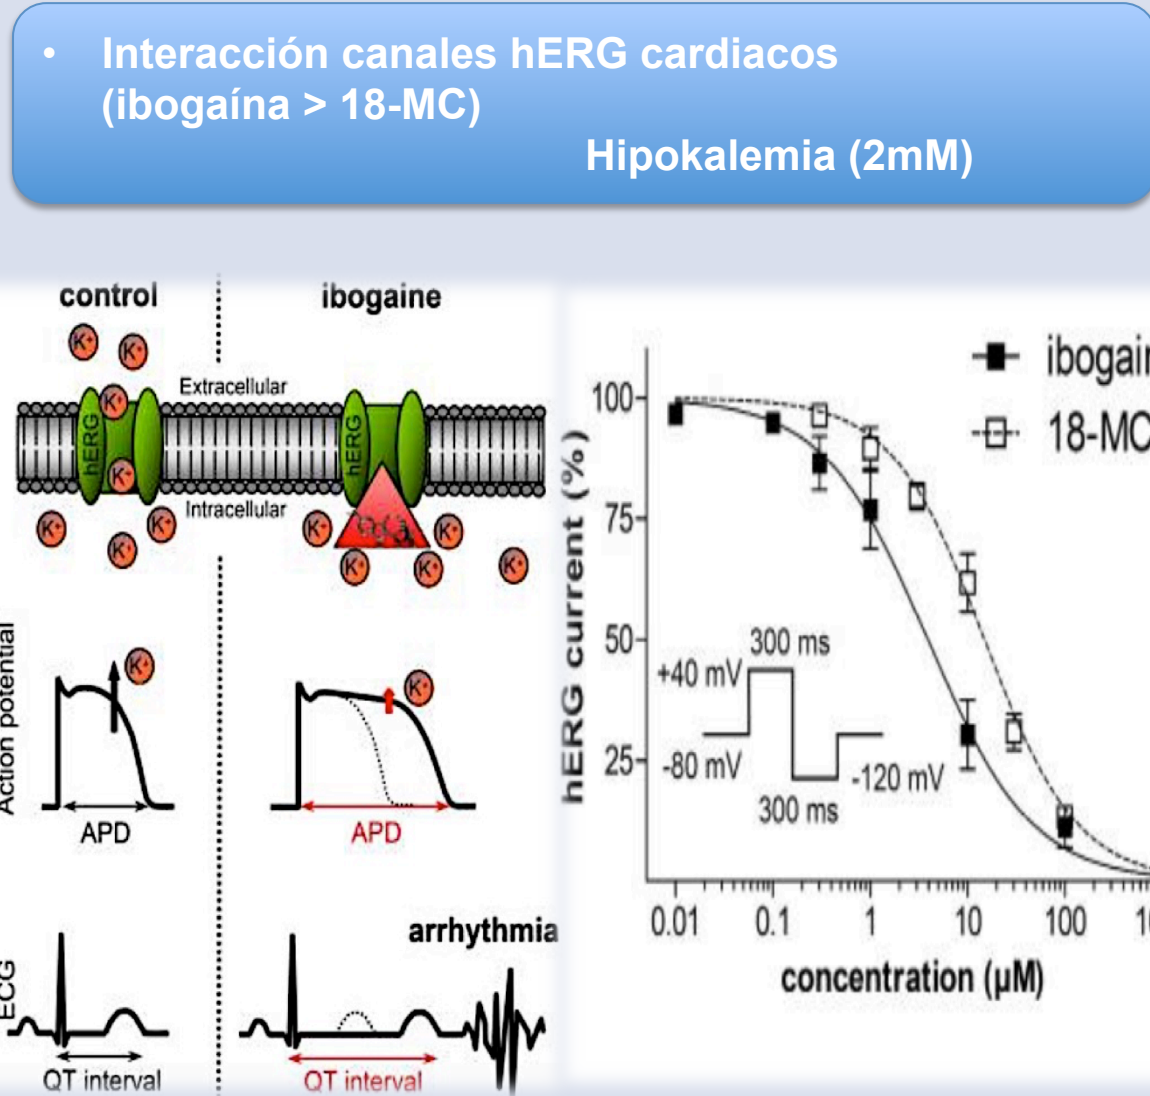 • Interacción canales hERG cardiacos
(ibogaína > 18-MC)
Hipokalemia (2mM)
control
ibogaine
K⁺
K⁺
Extracellular
K⁺
hERG
hERG
K⁺
Intracellular
K⁺
K⁺
K⁺
K⁺
K⁺
K⁺
K⁺
K⁺
Action potential
K⁺
K⁺
APD
APD
arrhythmia
ECG
QT interval
QT interval
ibogain
18-MC
hERG current (%)
100
75
50
25
300 ms
+40 mV
-80 mV
-120 mV
300 ms
0.01 0.1 1 10 100 10
concentration (µM)